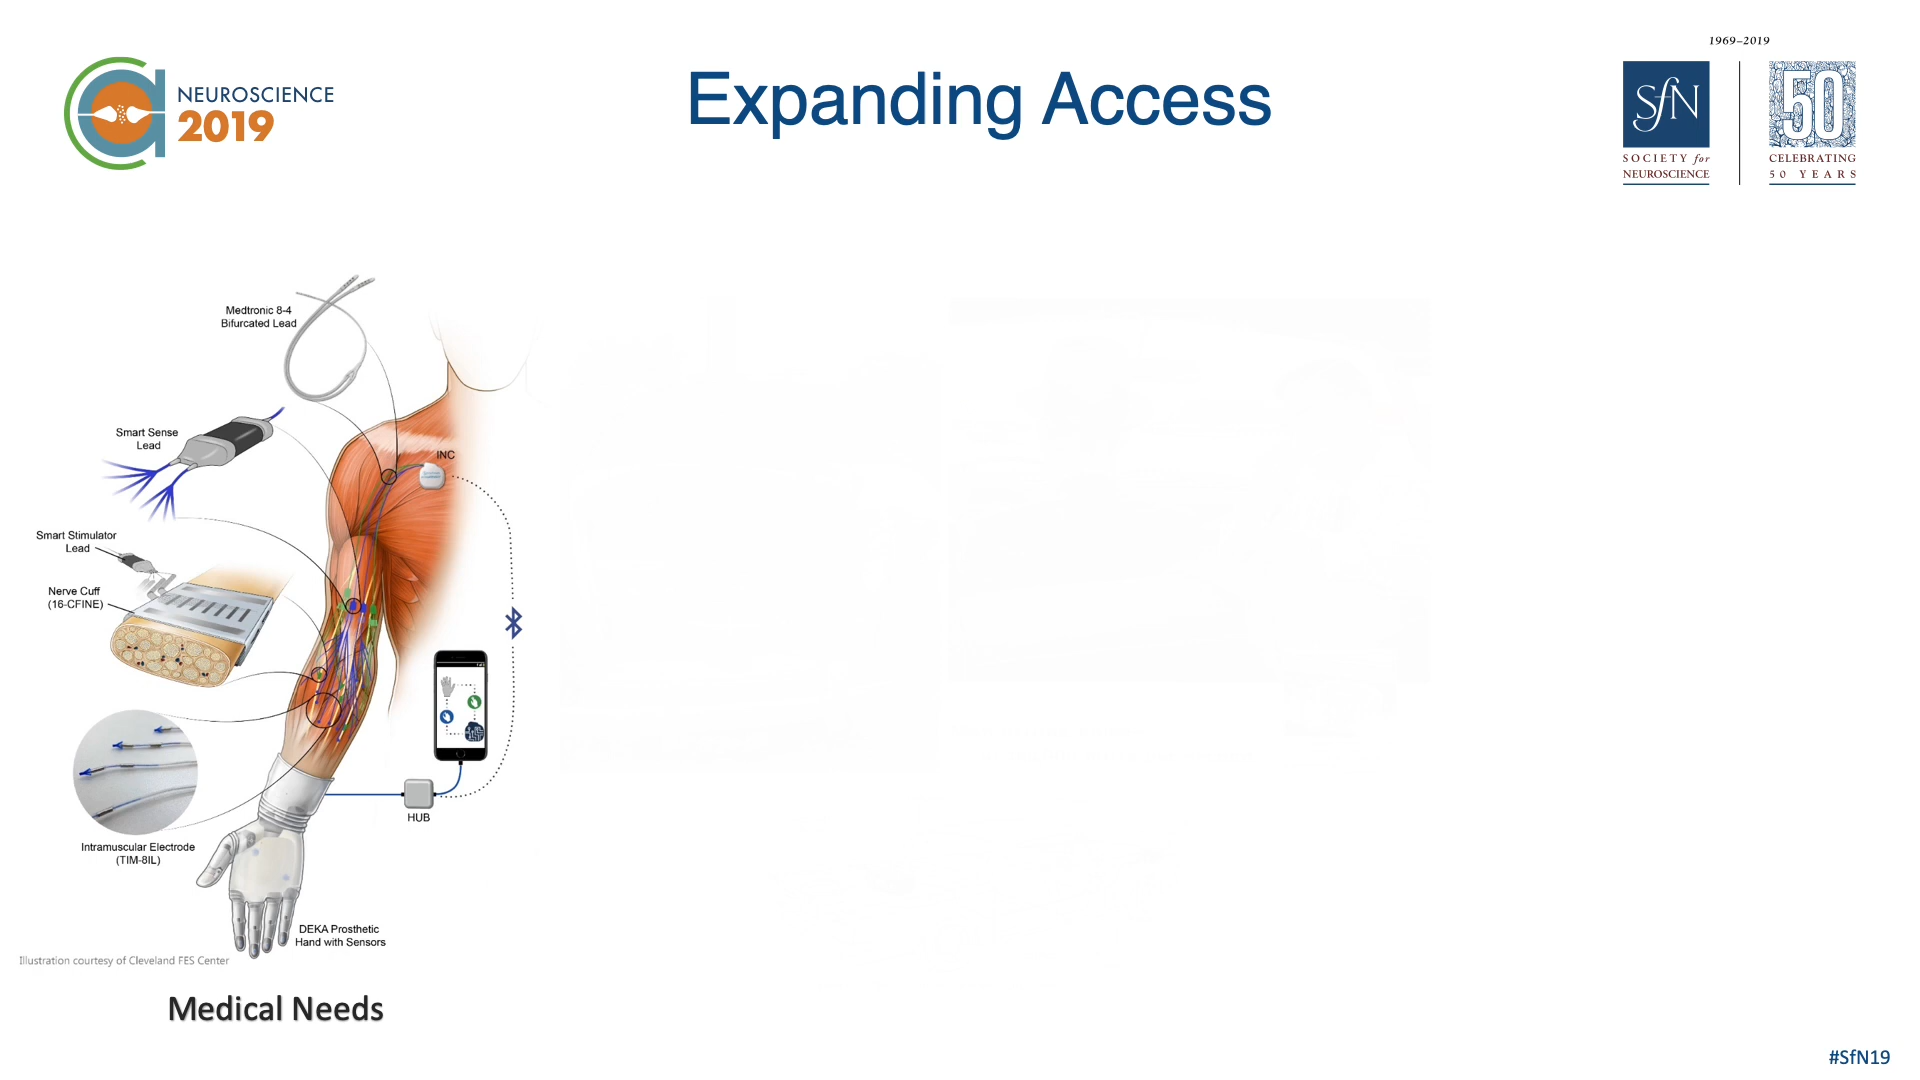 1969–2019
NEUROSCIENCE
2019
Expanding Access
SfN
SOCIETY for
NEUROSCIENCE
50
CELEBRATING
50 YEARS
Medtronic 8-4
Bifurcated Lead
Smart Sense
Lead
INC
Smart Stimulator
Lead
Nerve Cuff
(16-CFINE)
HUB
Intramuscular Electrode
(TIM-8IL)
DEKA Prosthetic
Hand with Sensors
Illustration courtesy of Cleveland FES Center
Medical Needs
#SfN19